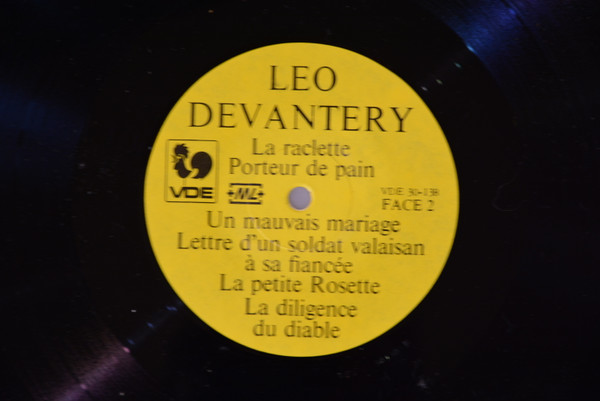 LEO
DEVANTERY
La raclette
Porteur de pain
VDE
ML
VDE 30-138
FACE 2
Un mauvais mariage
Lettre d'un soldat valaisan
à sa fiancée
La petite Rosette
La diligence
du diable